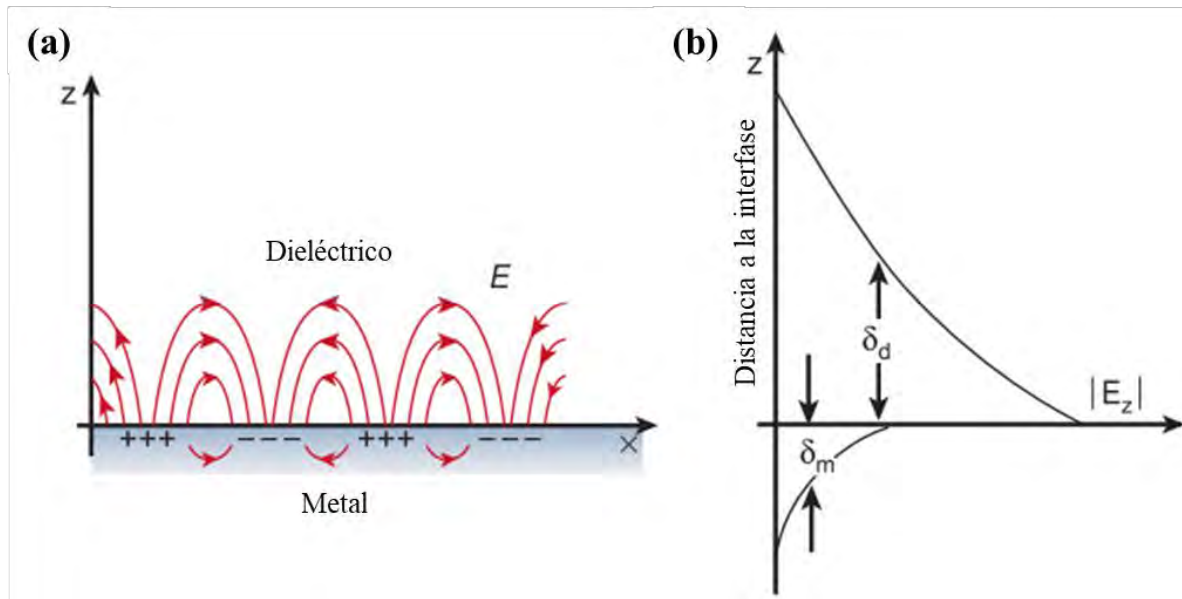 (a)
z
Dieléctrico
E
+++
− − −
+++
− − −
x
Metal
(b)
z
Distancia a la interfase
δd
|Ez|
δm